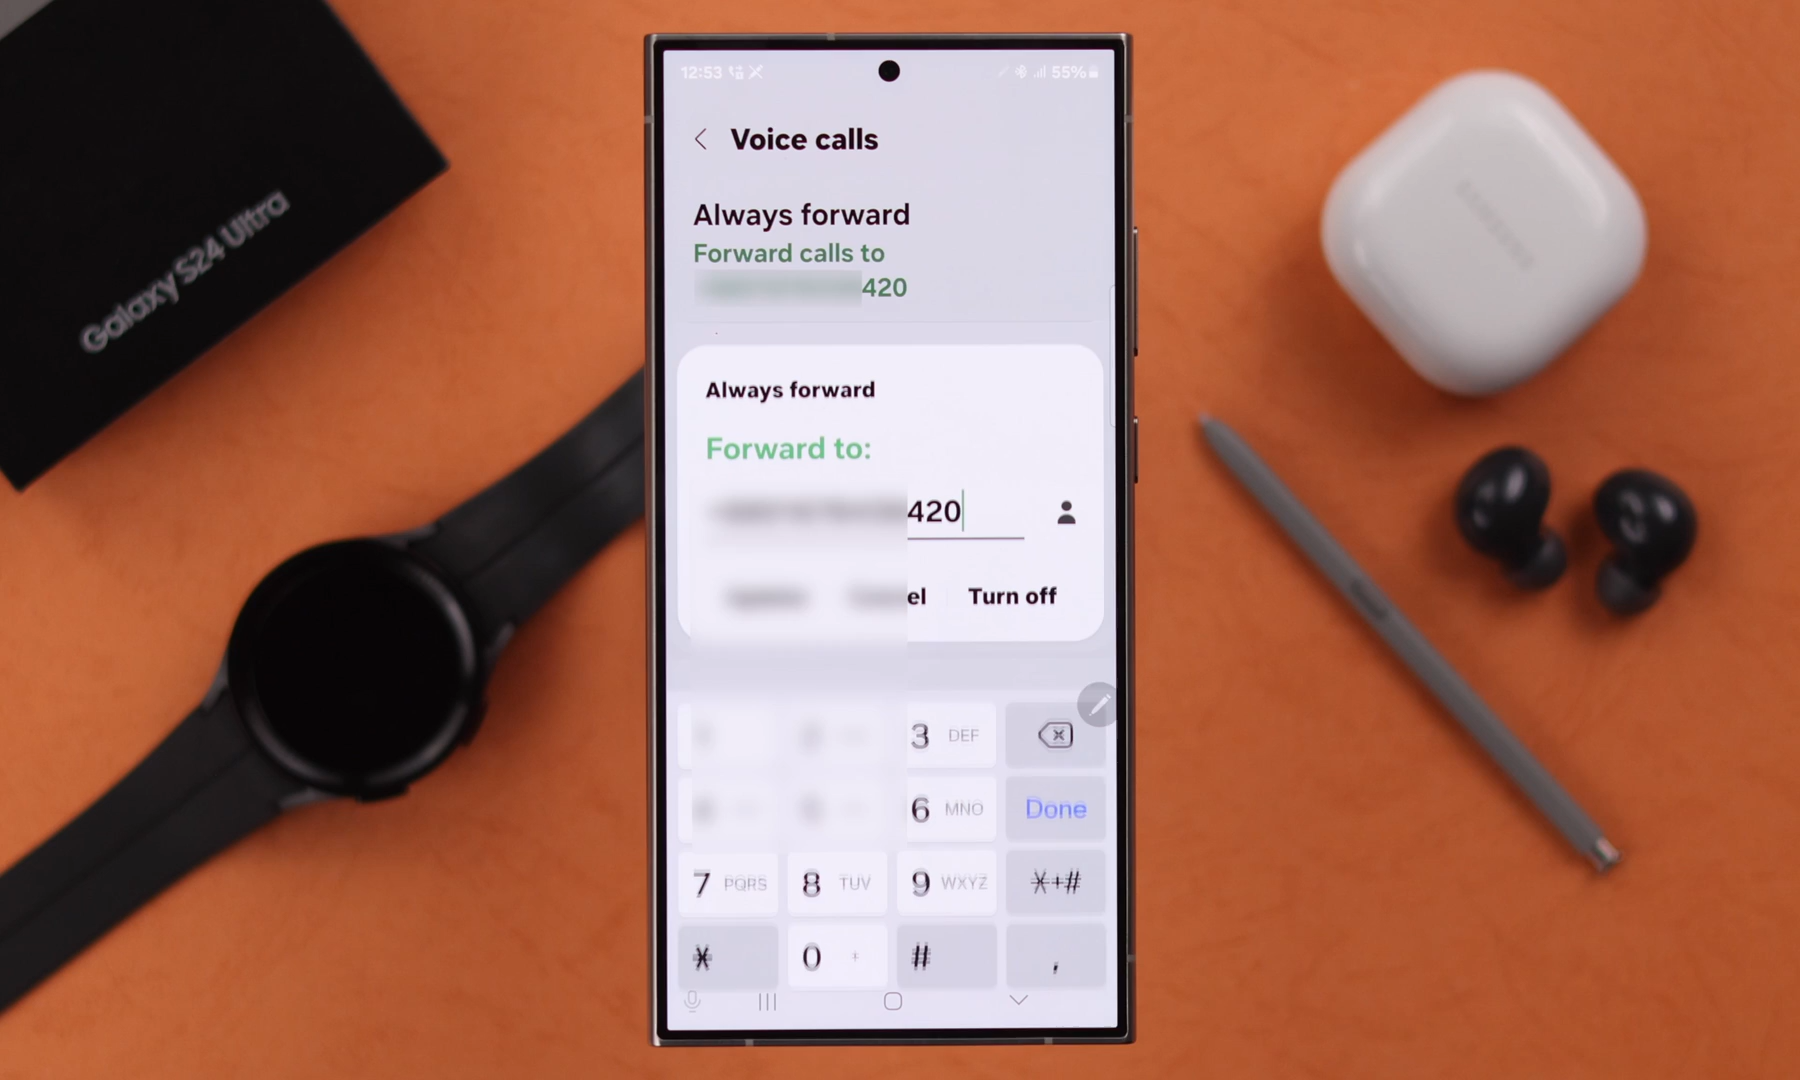 Galaxy S24 Ultra
12:53
55%
Voice calls
Always forward
Forward calls to
420
Always forward
Forward to:
420
el
Turn off
3 DEF
6 MNO
Done
7 PQRS
8 TUV
9 WXYZ
*+#
*
0 +
#
,
SAMSUNG